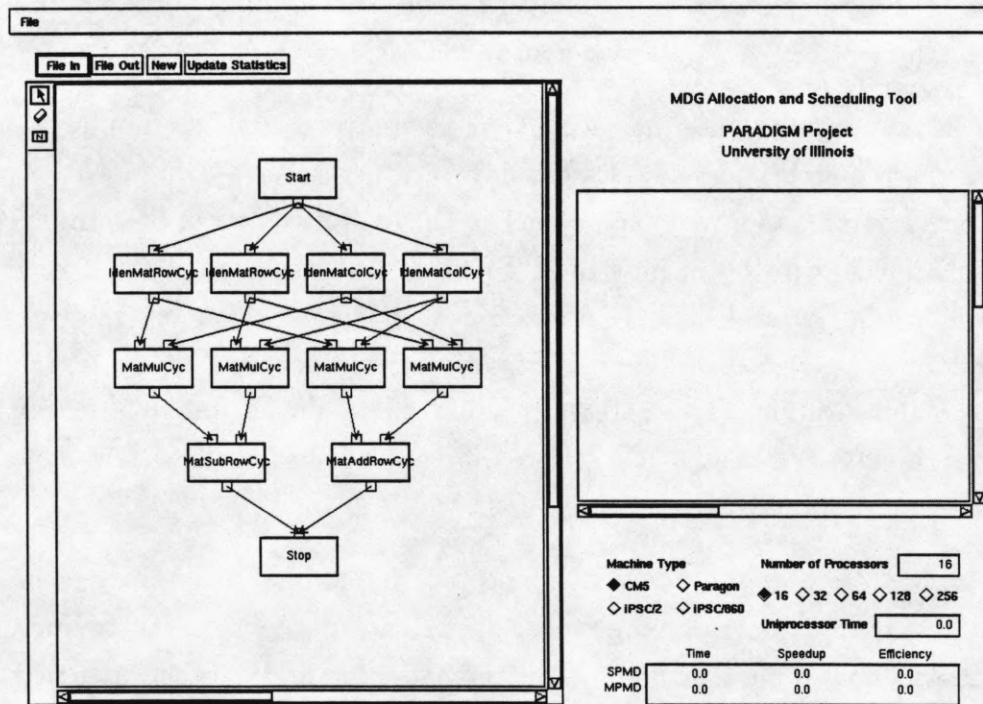 File
File In File Out New Update Statistics
MDG Allocation and Scheduling Tool
PARADIGM Project
University of Illinois
Start
IdenMatRowCyc IdenMatRowCyc IdenMatColCyc IdenMatColCyc
MatMulCyc MatMulCyc MatMulCyc MatMulCyc
MatSubRowCyc MatAddRowCyc
Stop
Machine Type
CM5 Paragon
iPSC/2 iPSC/860
Number of Processors 16
16 32 64 128 256
Uniprocessor Time 0.0
Time Speedup Efficiency
SPMD 0.0 0.0 0.0
MPMD 0.0 0.0 0.0